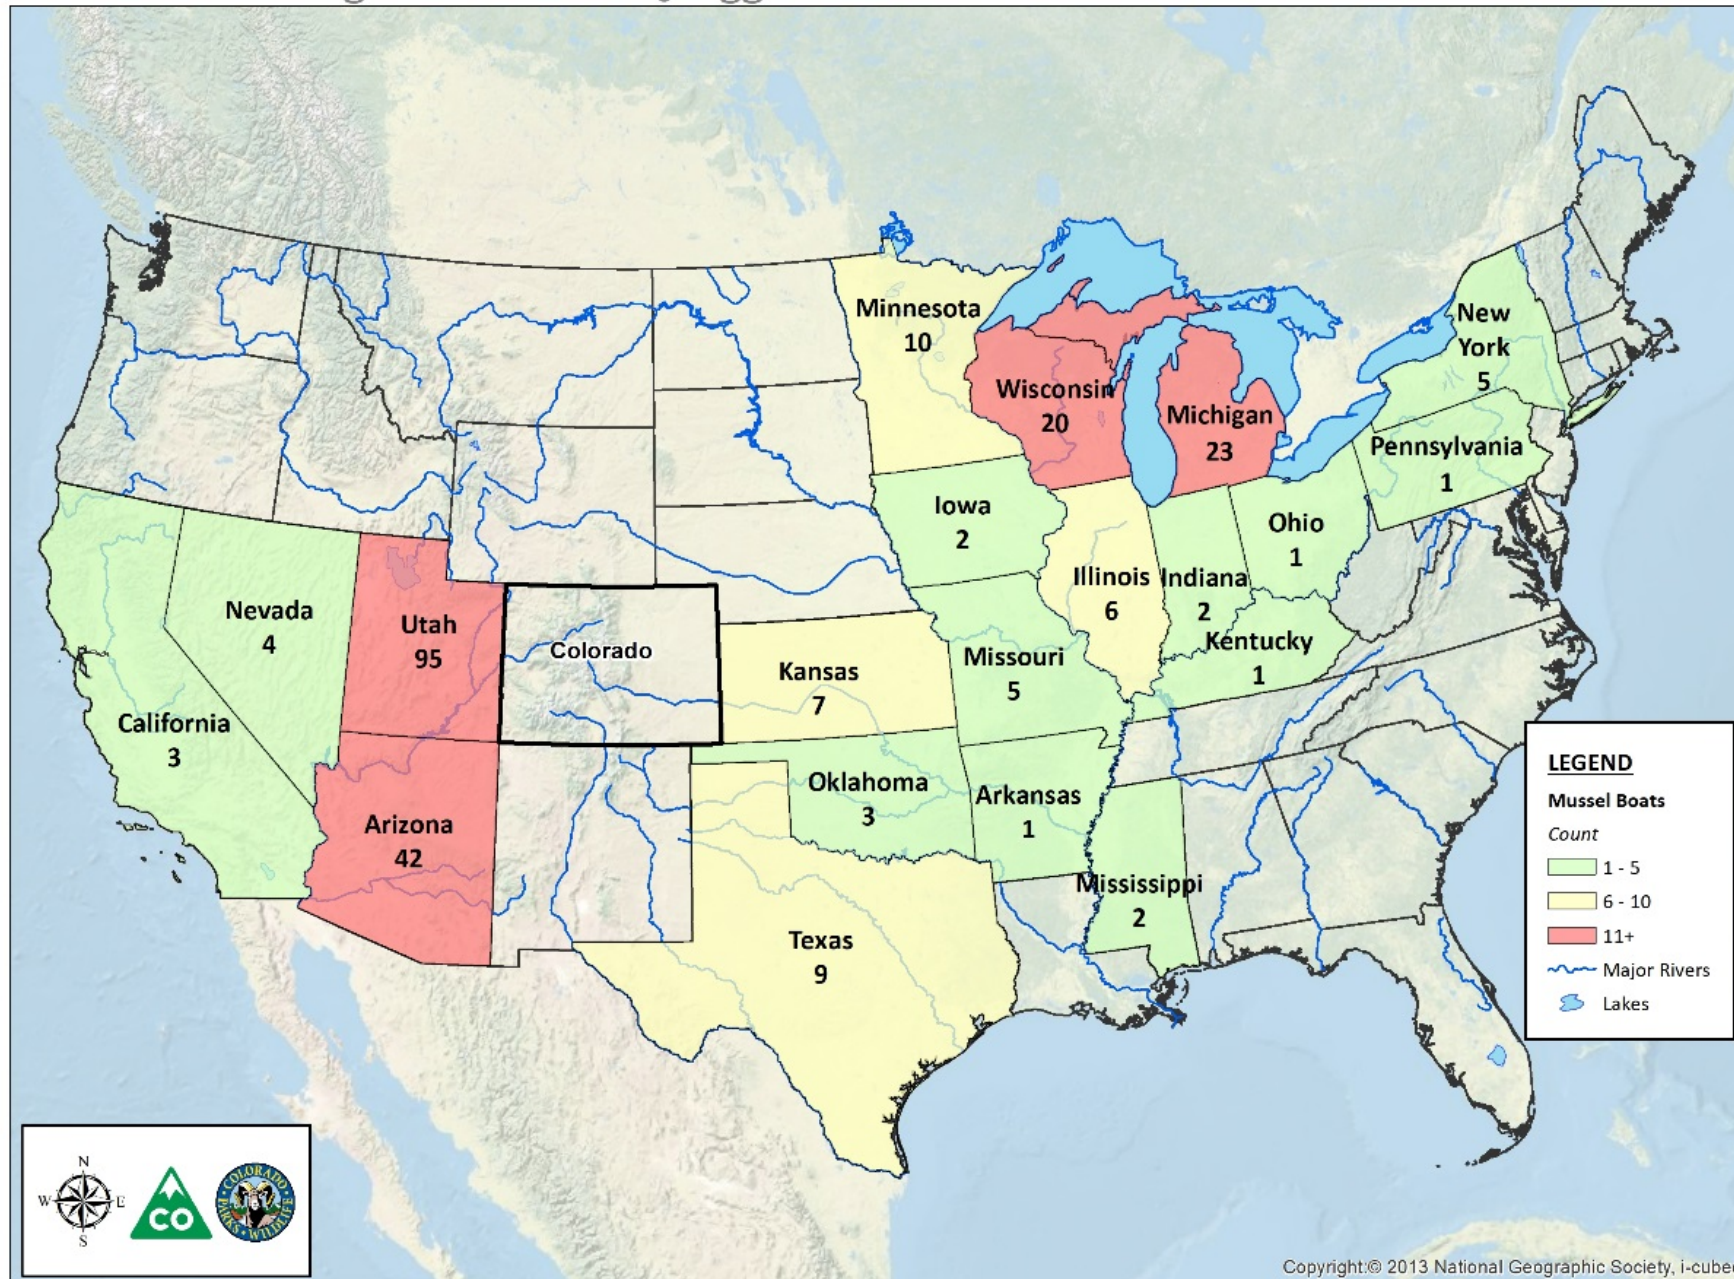 Minnesota
10
Wisconsin
20
Michigan
23
New
York
5
Pennsylvania
1
Iowa
2
Ohio
1
Illinois
6
Indiana
2
Kentucky
1
Nevada
4
Utah
95
Colorado
Kansas
7
Missouri
5
California
3
Arizona
42
Oklahoma
3
Arkansas
1
Mississippi
2
Texas
9
LEGEND
Mussel Boats
Count
1 - 5
6 - 10
11+
Major Rivers
Lakes
N
W E
S
CO
COLORADO
PARKS • WILDLIFE
Copyright:© 2013 National Geographic Society, i-cube